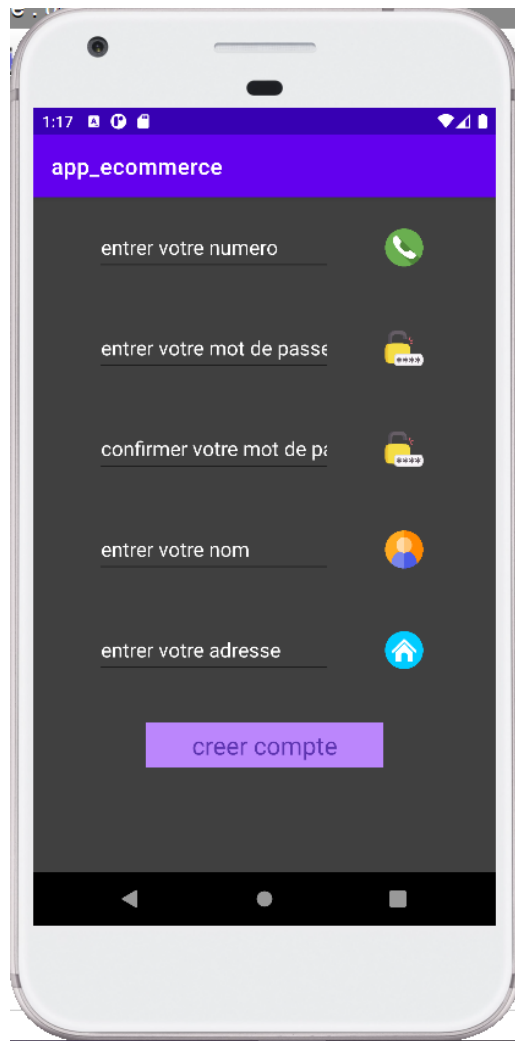 1:17
app_ecommerce
entrer votre numero
entrer votre mot de passe
****
confirmer votre mot de pa
****
entrer votre nom
entrer votre adresse
creer compte